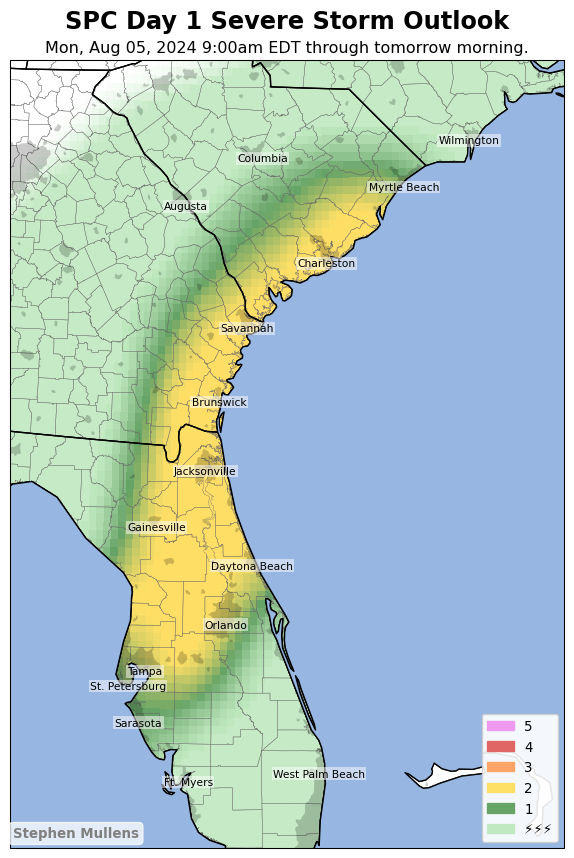 SPC Day 1 Severe Storm Outlook
Mon, Aug 05, 2024 9:00am EDT through tomorrow morning.
Wilmington
Columbia
Myrtle Beach
Augusta
Charleston
Savannah
Brunswick
Jacksonville
Gainesville
Daytona Beach
Orlando
Tampa
St. Petersburg
Sarasota
West Palm Beach
Ft. Myers
5
4
3
2
1
⚡⚡⚡
Stephen Mullens